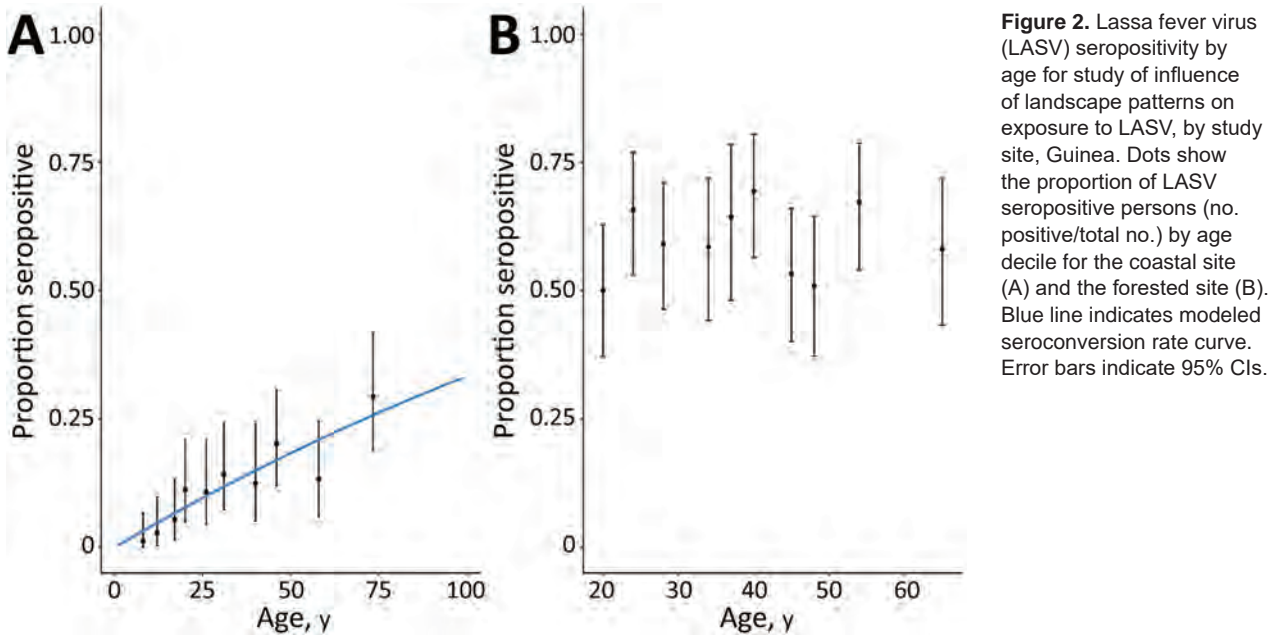 A
1.00
0.75
0.50
0.25
0
Proportion seropositive
0 25 50 75 100
Age, y
B
1.00
0.75
0.50
0.25
0
Proportion seropositive
20 30 40 50 60
Age, y
Figure 2. Lassa fever virus
(LASV) seropositivity by
age for study of influence
of landscape patterns on
exposure to LASV, by study
site, Guinea. Dots show
the proportion of LASV
seropositive persons (no.
positive/total no.) by age
decile for the coastal site
(A) and the forested site (B).
Blue line indicates modeled
seroconversion rate curve.
Error bars indicate 95% CIs.